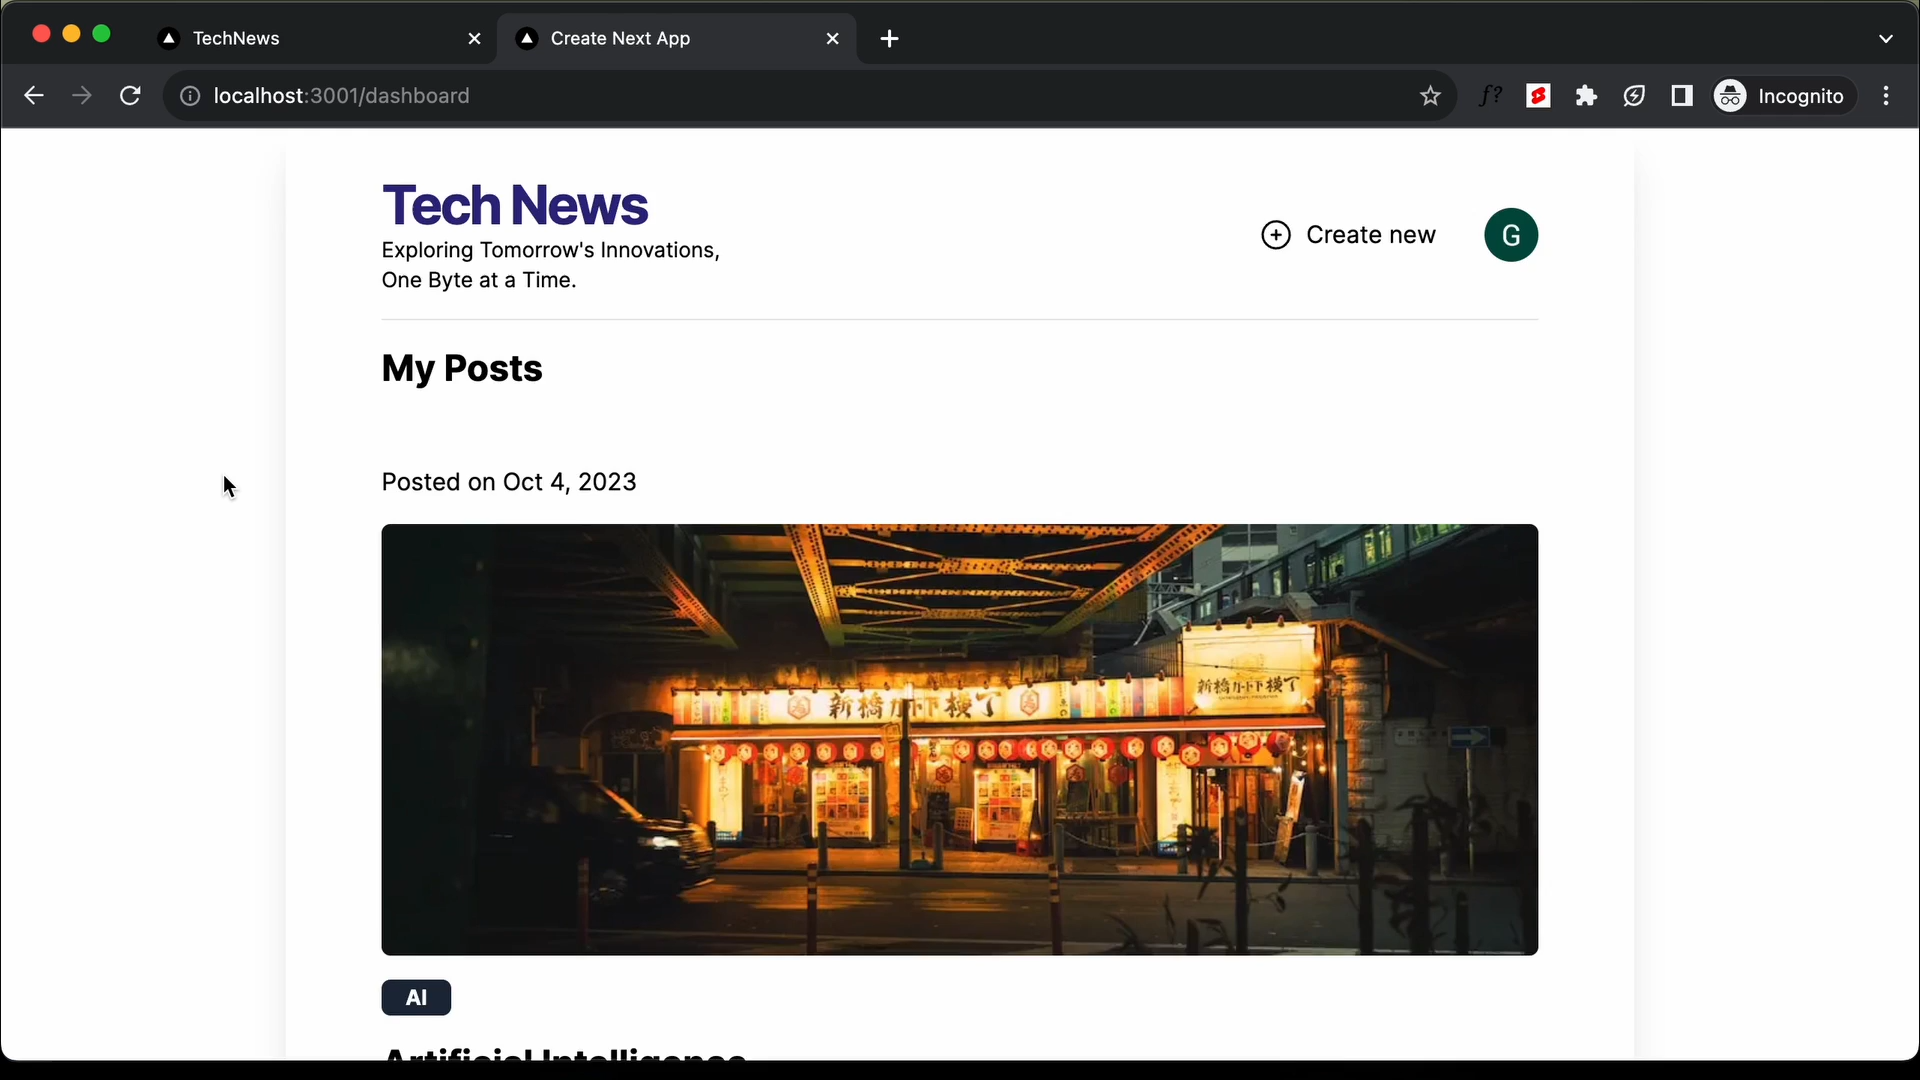 TechNews
Create Next App
localhost:3001/dashboard
f?
Incognito
Tech News
Exploring Tomorrow's Innovations,
One Byte at a Time.
Create new
G
My Posts
Posted on Oct 4, 2023
新橋ガード下横丁
新橋ガード下横丁
AI
Artificial Intelligence